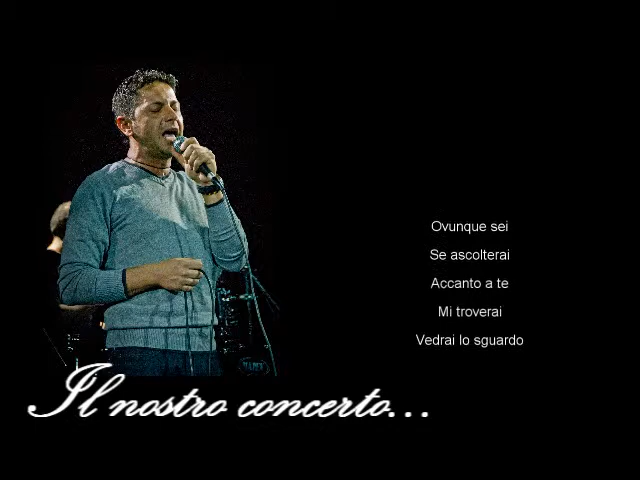 Ovunque sei
Se ascolterai
Accanto a te
Mi troverai
Vedrai lo sguardo
Il nostro concerto...